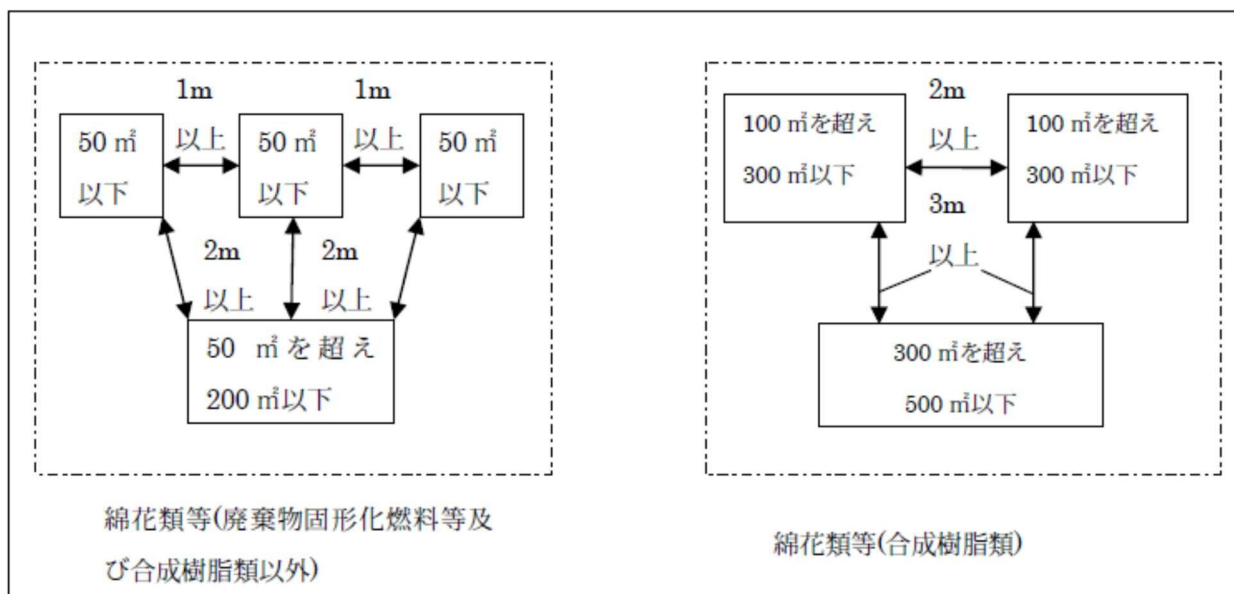 1m
以上
1m
以上
50 ㎡
以下
50 ㎡
以下
50 ㎡
以下
2m
以上
2m
以上
50 ㎡を超え
200 ㎡以下
綿花類等(廃棄物固形化燃料等及
び合成樹脂類以外)
2m
以上
100 ㎡を超え
300 ㎡以下
100 ㎡を超え
300 ㎡以下
3m
以上
300 ㎡を超え
500 ㎡以下
綿花類等(合成樹脂類)